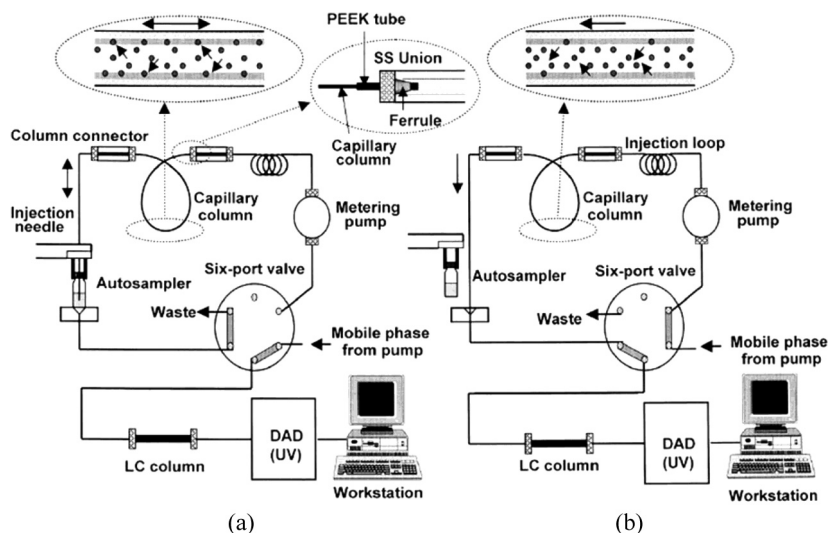 PEEK tube
SS Union
Ferrule
Capillary
column
Column connector
Capillary
column
Injection
needle
Metering
pump
Autosampler
Six-port valve
Waste
Mobile phase
from pump
DAD
(UV)
LC column
Workstation
(a)
Injection loop
Capillary
column
Metering
pump
Autosampler
Six-port valve
Waste
Mobile phase
from pump
DAD
(UV)
LC column
Workstation
(b)